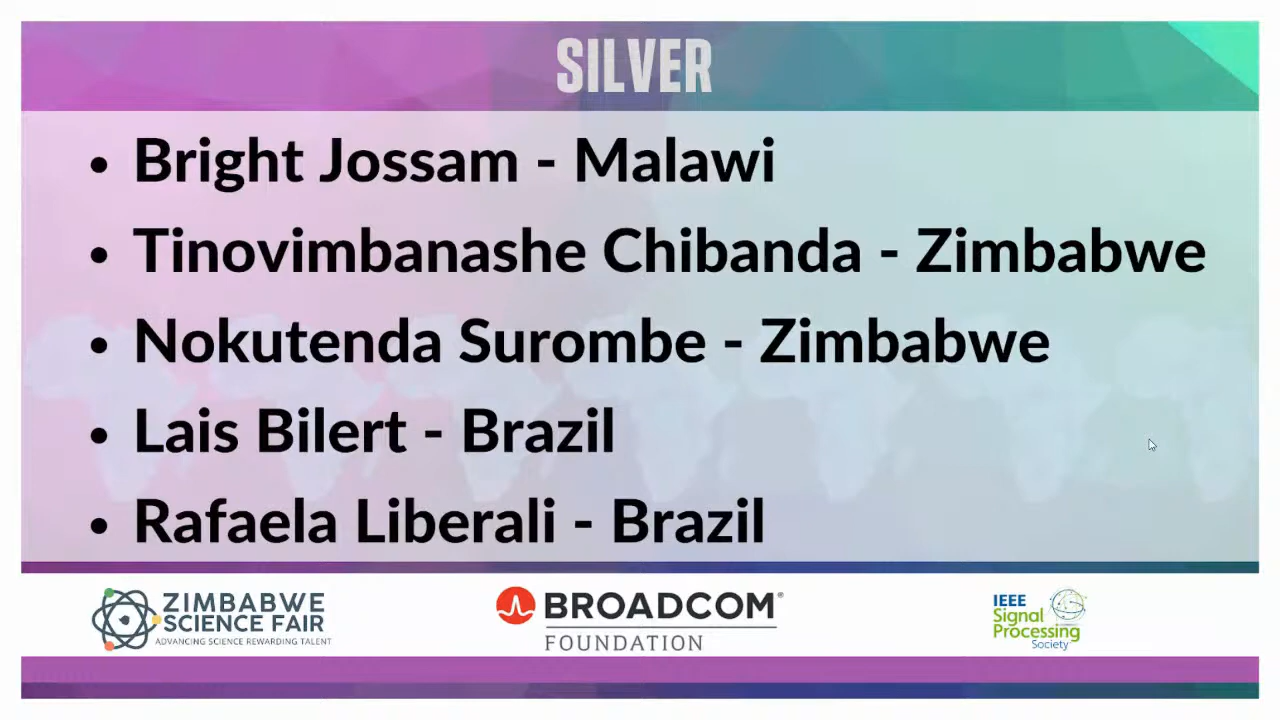 SILVER
• Bright Jossam - Malawi
• Tinovimbanashe Chibanda - Zimbabwe
• Nokutenda Surombe - Zimbabwe
• Lais Bilert - Brazil
• Rafaela Liberali - Brazil
ZIMBABWE
SCIENCE FAIR
ADVANCING SCIENCE REWARDING TALENT
BROADCOM®
FOUNDATION
IEEE
Signal
Processing
Society